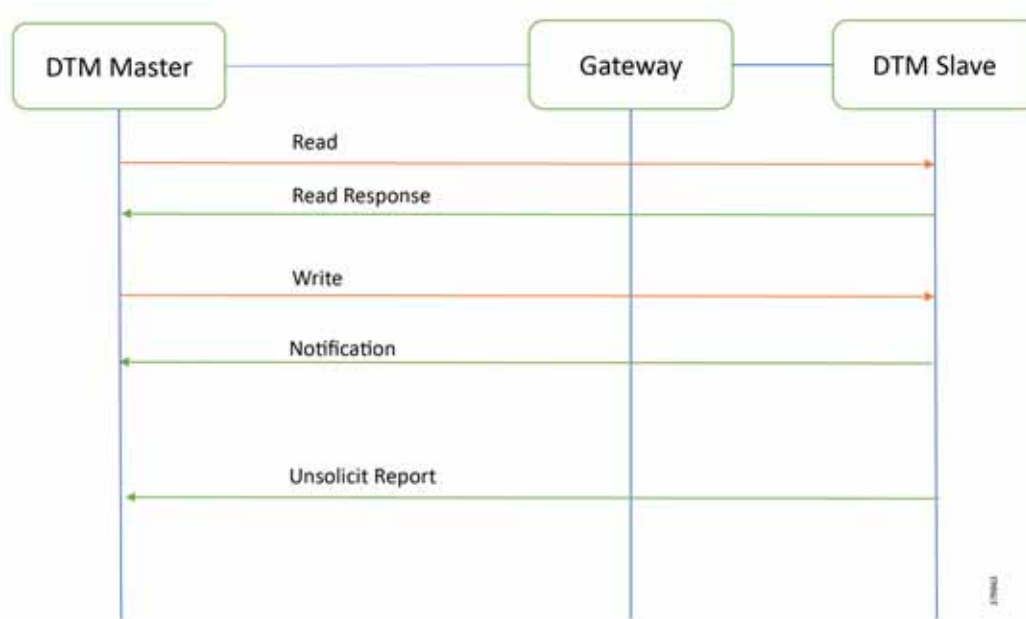 DTM Master
Gateway
DTM Slave
Read
Read Response
Write
Notification
Unsolicit Report